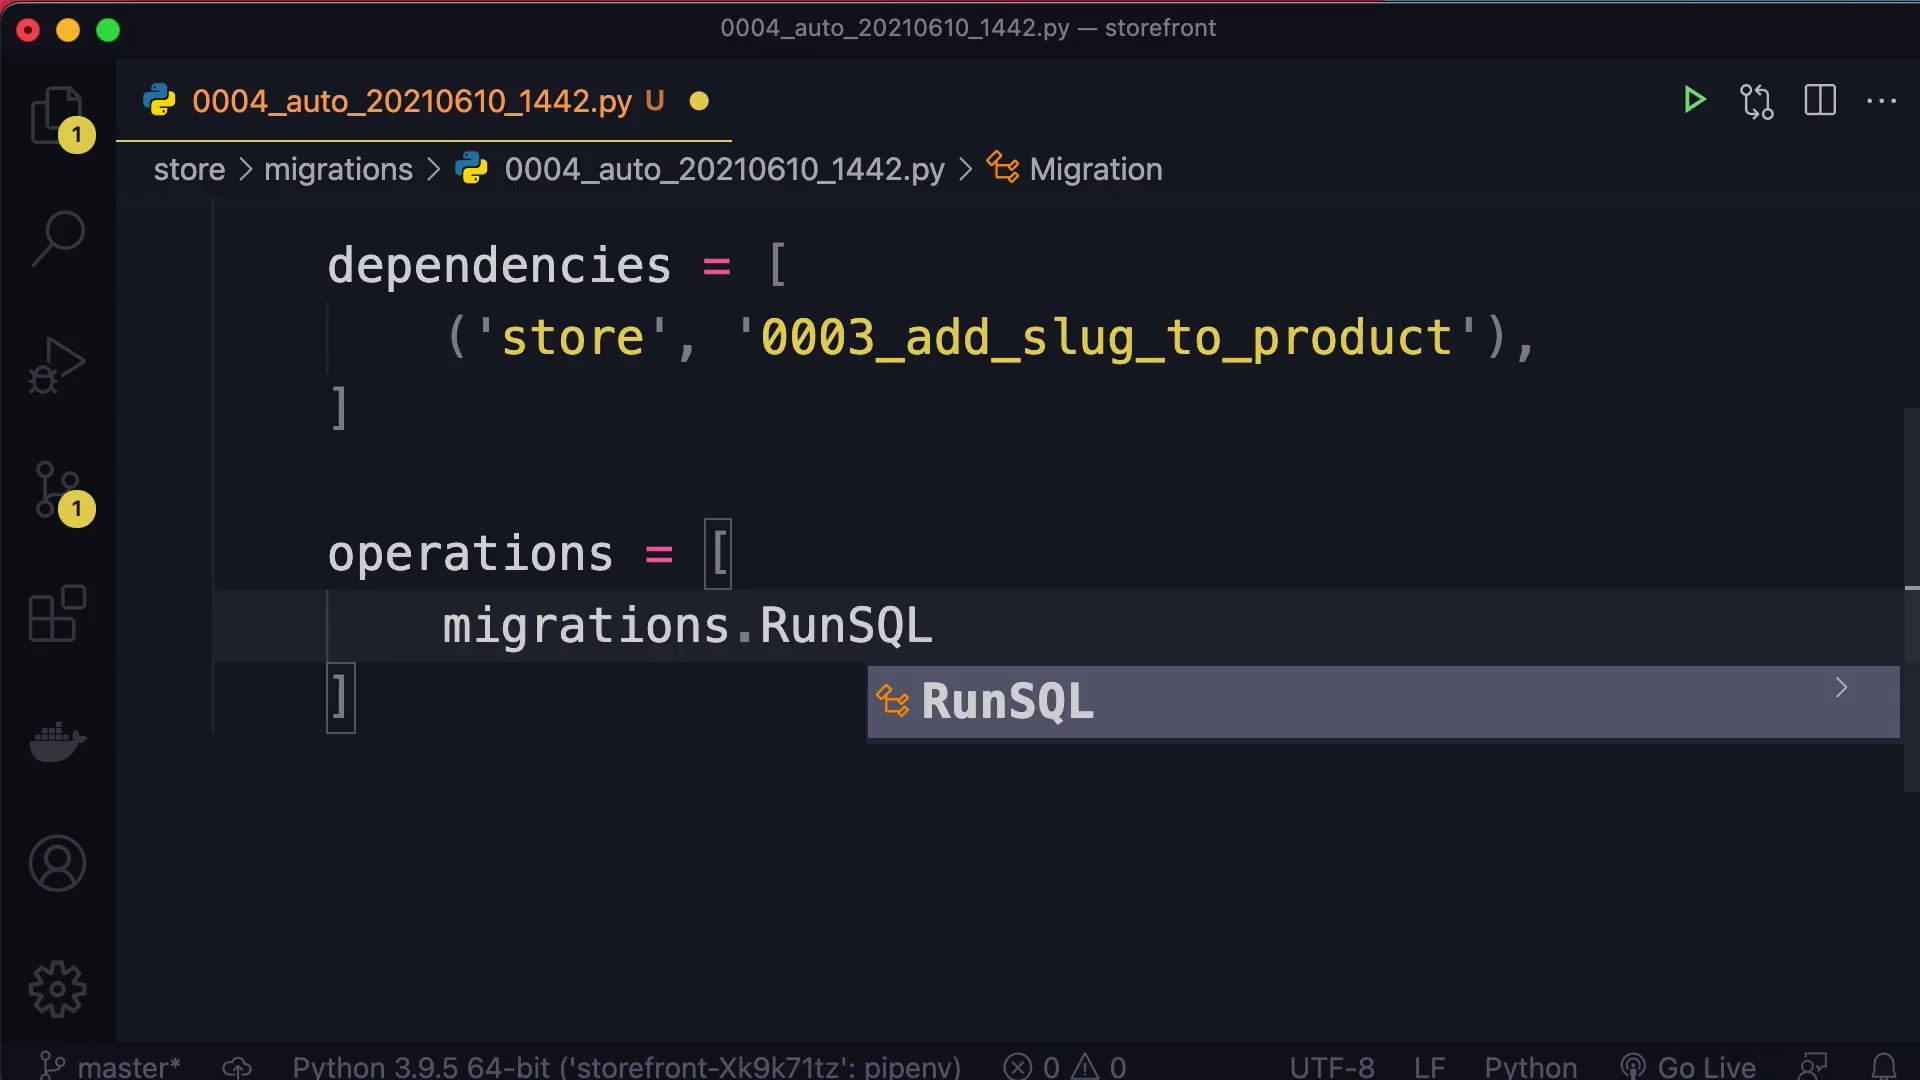 0004_auto_20210610_1442.py — storefront
0004_auto_20210610_1442.py U
1
store > migrations > 0004_auto_20210610_1442.py > Migration
dependencies = [
('store', '0003_add_slug_to_product'),
]
1
operations = [
migrations.RunSQL
]
RunSQL
master* Python 3.9.5 64-bit ('storefront-Xk9k71tz': pipenv) 0 0 UTF-8 LF Python Go Live